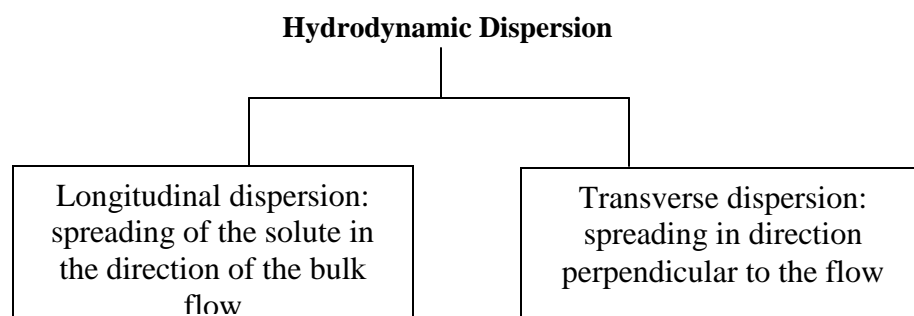 Hydrodynamic Dispersion
Longitudinal dispersion:
spreading of the solute in
the direction of the bulk
flow
Transverse dispersion:
spreading in direction
perpendicular to the flow